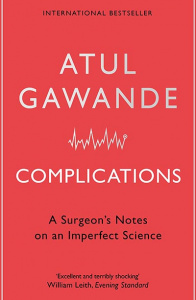 INTERNATIONAL BESTSELLER
ATUL
GAWANDE
COMPLICATIONS
A Surgeon's Notes
on an Imperfect Science
'Excellent and terribly shocking'
William Leith, Evening Standard